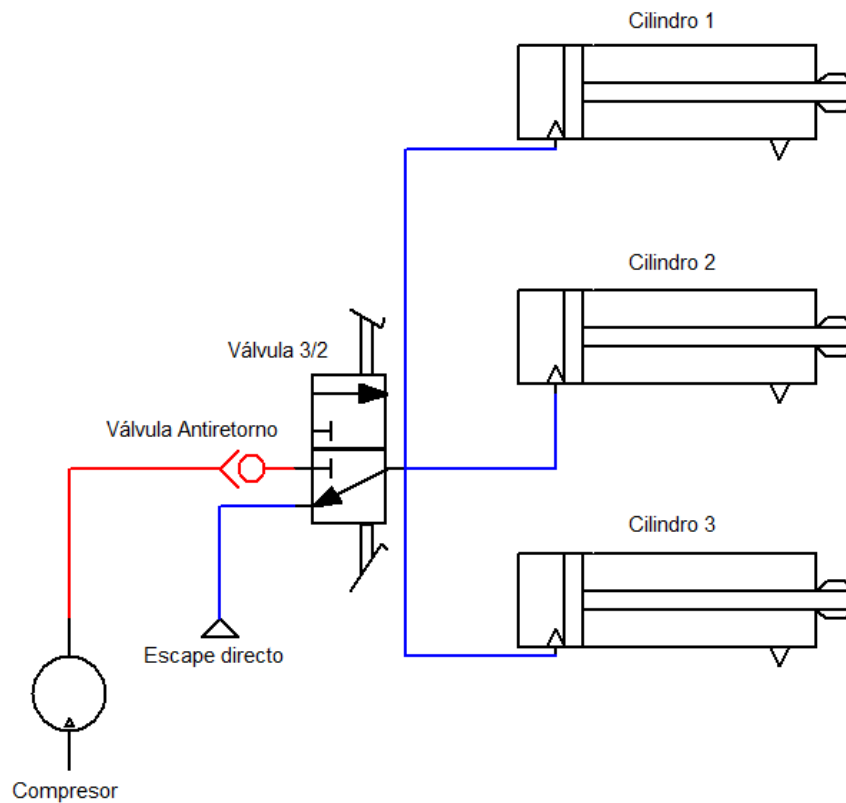 Cilindro 1
Cilindro 2
Válvula 3/2
Válvula Antiretorno
Cilindro 3
Escape directo
Compresor